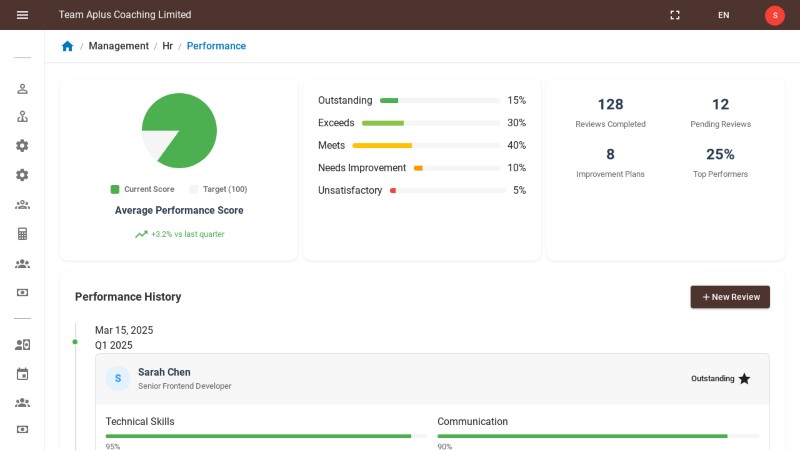 Team Aplus Coaching Limited
EN
S
/ Management / Hr / Performance
Current Score
Target (100)
Average Performance Score
+3.2% vs last quarter
Outstanding 15%
Exceeds 30%
Meets 40%
Needs Improvement 10%
Unsatisfactory 5%
128
Reviews Completed
12
Pending Reviews
8
Improvement Plans
25%
Top Performers
Performance History
+ New Review
Mar 15, 2025
Q1 2025
S
Sarah Chen
Senior Frontend Developer
Outstanding
Technical Skills
95%
Communication
90%